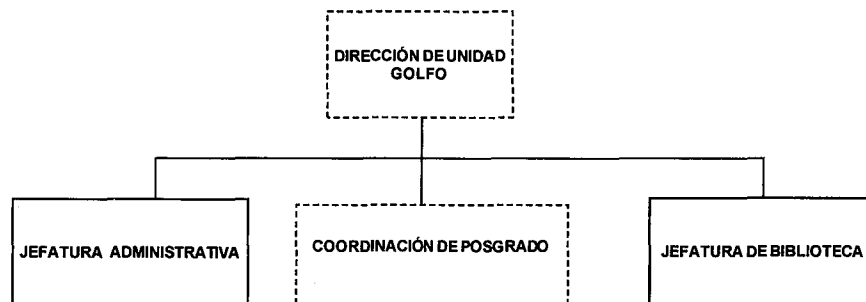 DIRECCIÓN DE UNIDAD
GOLFO
JEFATURA ADMINISTRATIVA
COORDINACIÓN DE POSGRADO
JEFATURA DE BIBLIOTECA